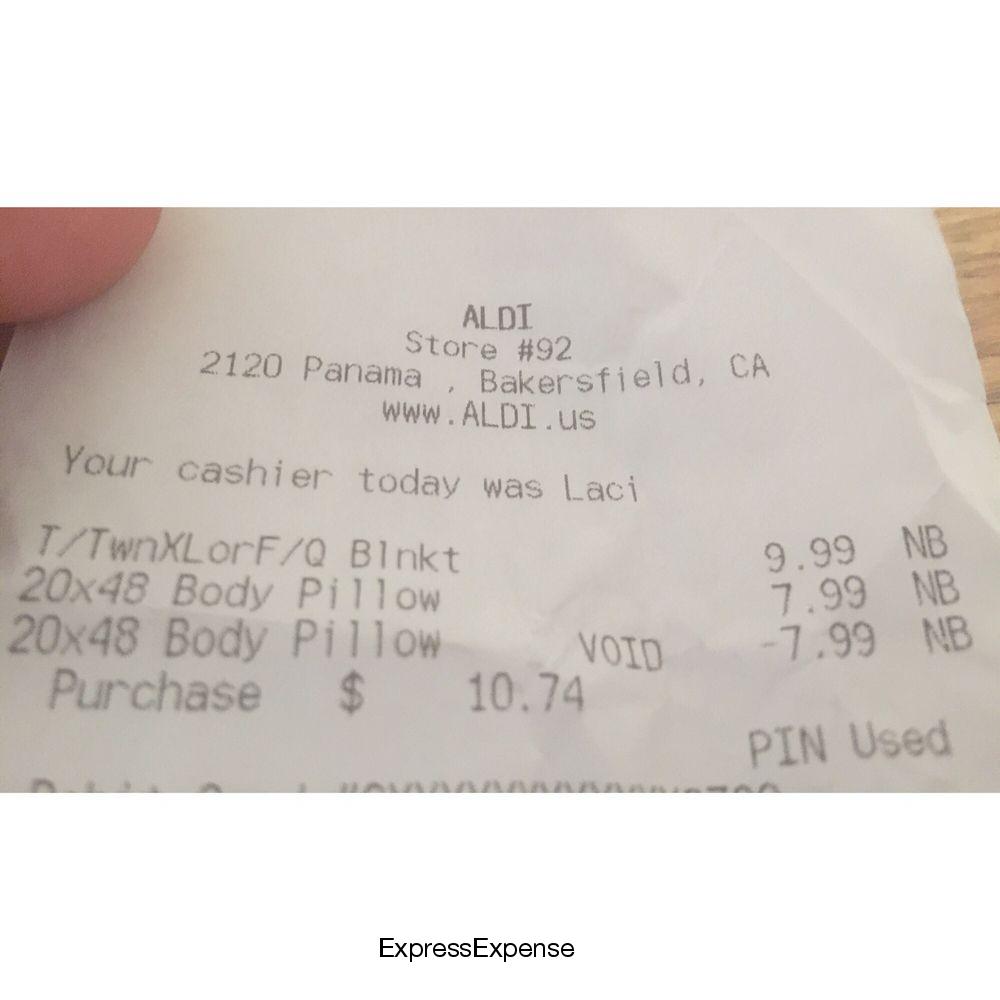 ALDI
Store #92
2120 Panama , Bakersfield, CA
www.ALDI.us
Your cashier today was Laci
T/TwnXLorF/Q Blnkt 9.99 NB
20x48 Body Pillow 7.99 NB
20x48 Body Pillow VOID -7.99 NB
Purchase $ 10.74
PIN Used
ExpressExpense